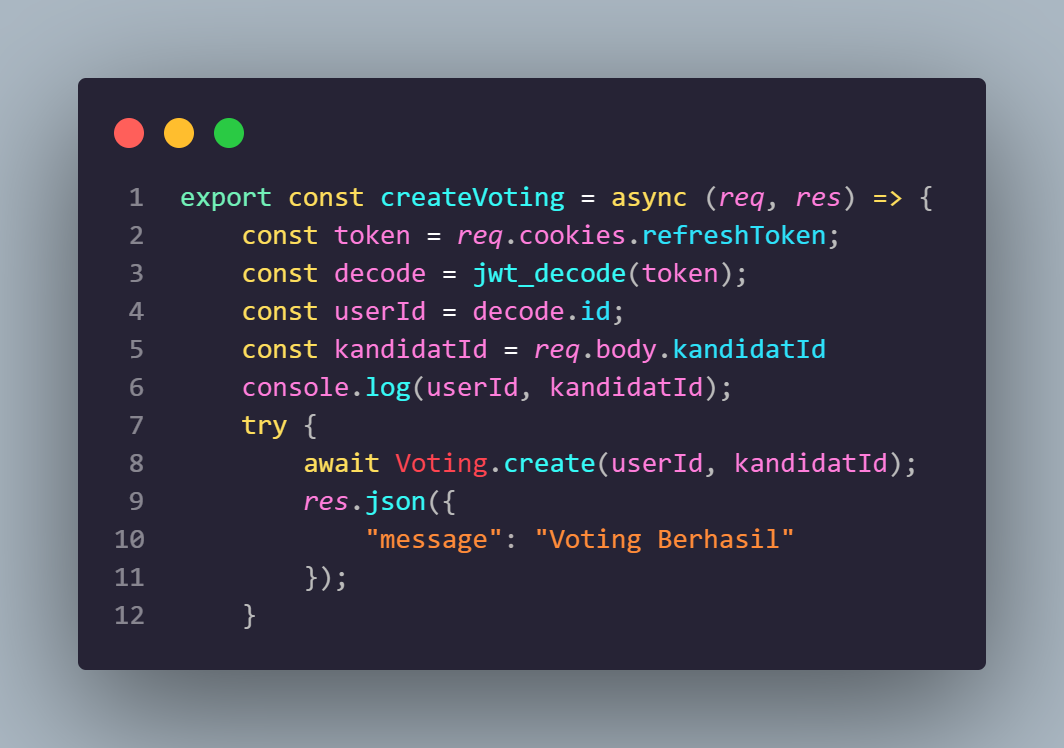 1 export const createVoting = async (req, res) => {
2     const token = req.cookies.refreshToken;
3     const decode = jwt_decode(token);
4     const userId = decode.id;
5     const kandidatId = req.body.kandidatId
6     console.log(userId, kandidatId);
7     try {
8         await Voting.create(userId, kandidatId);
9         res.json({
10             "message": "Voting Berhasil"
11         });
12     }